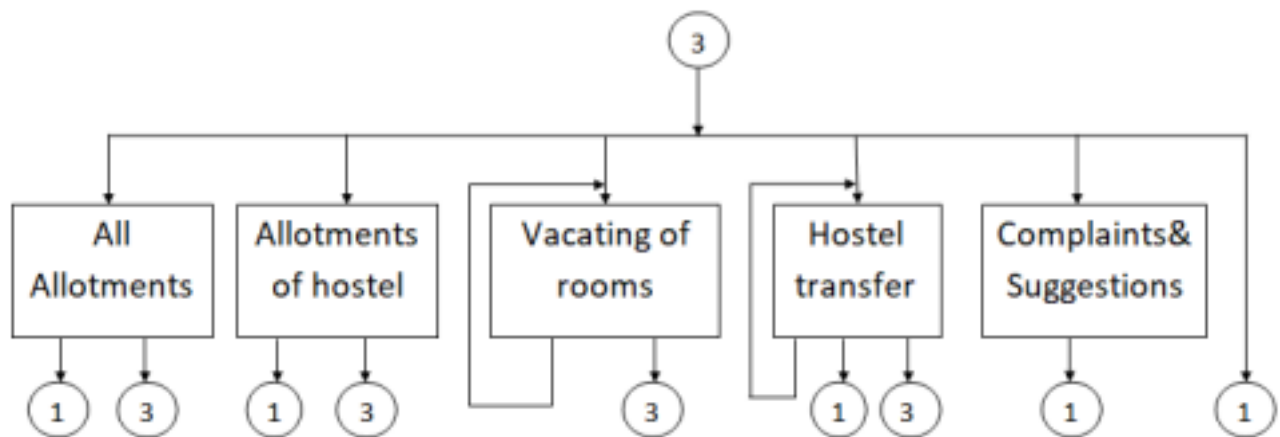 3
All
Allotments
Allotments
of hostel
Vacating of
rooms
Hostel
transfer
Complaints&
Suggestions
1 3 1 3 3 1 3 1 1